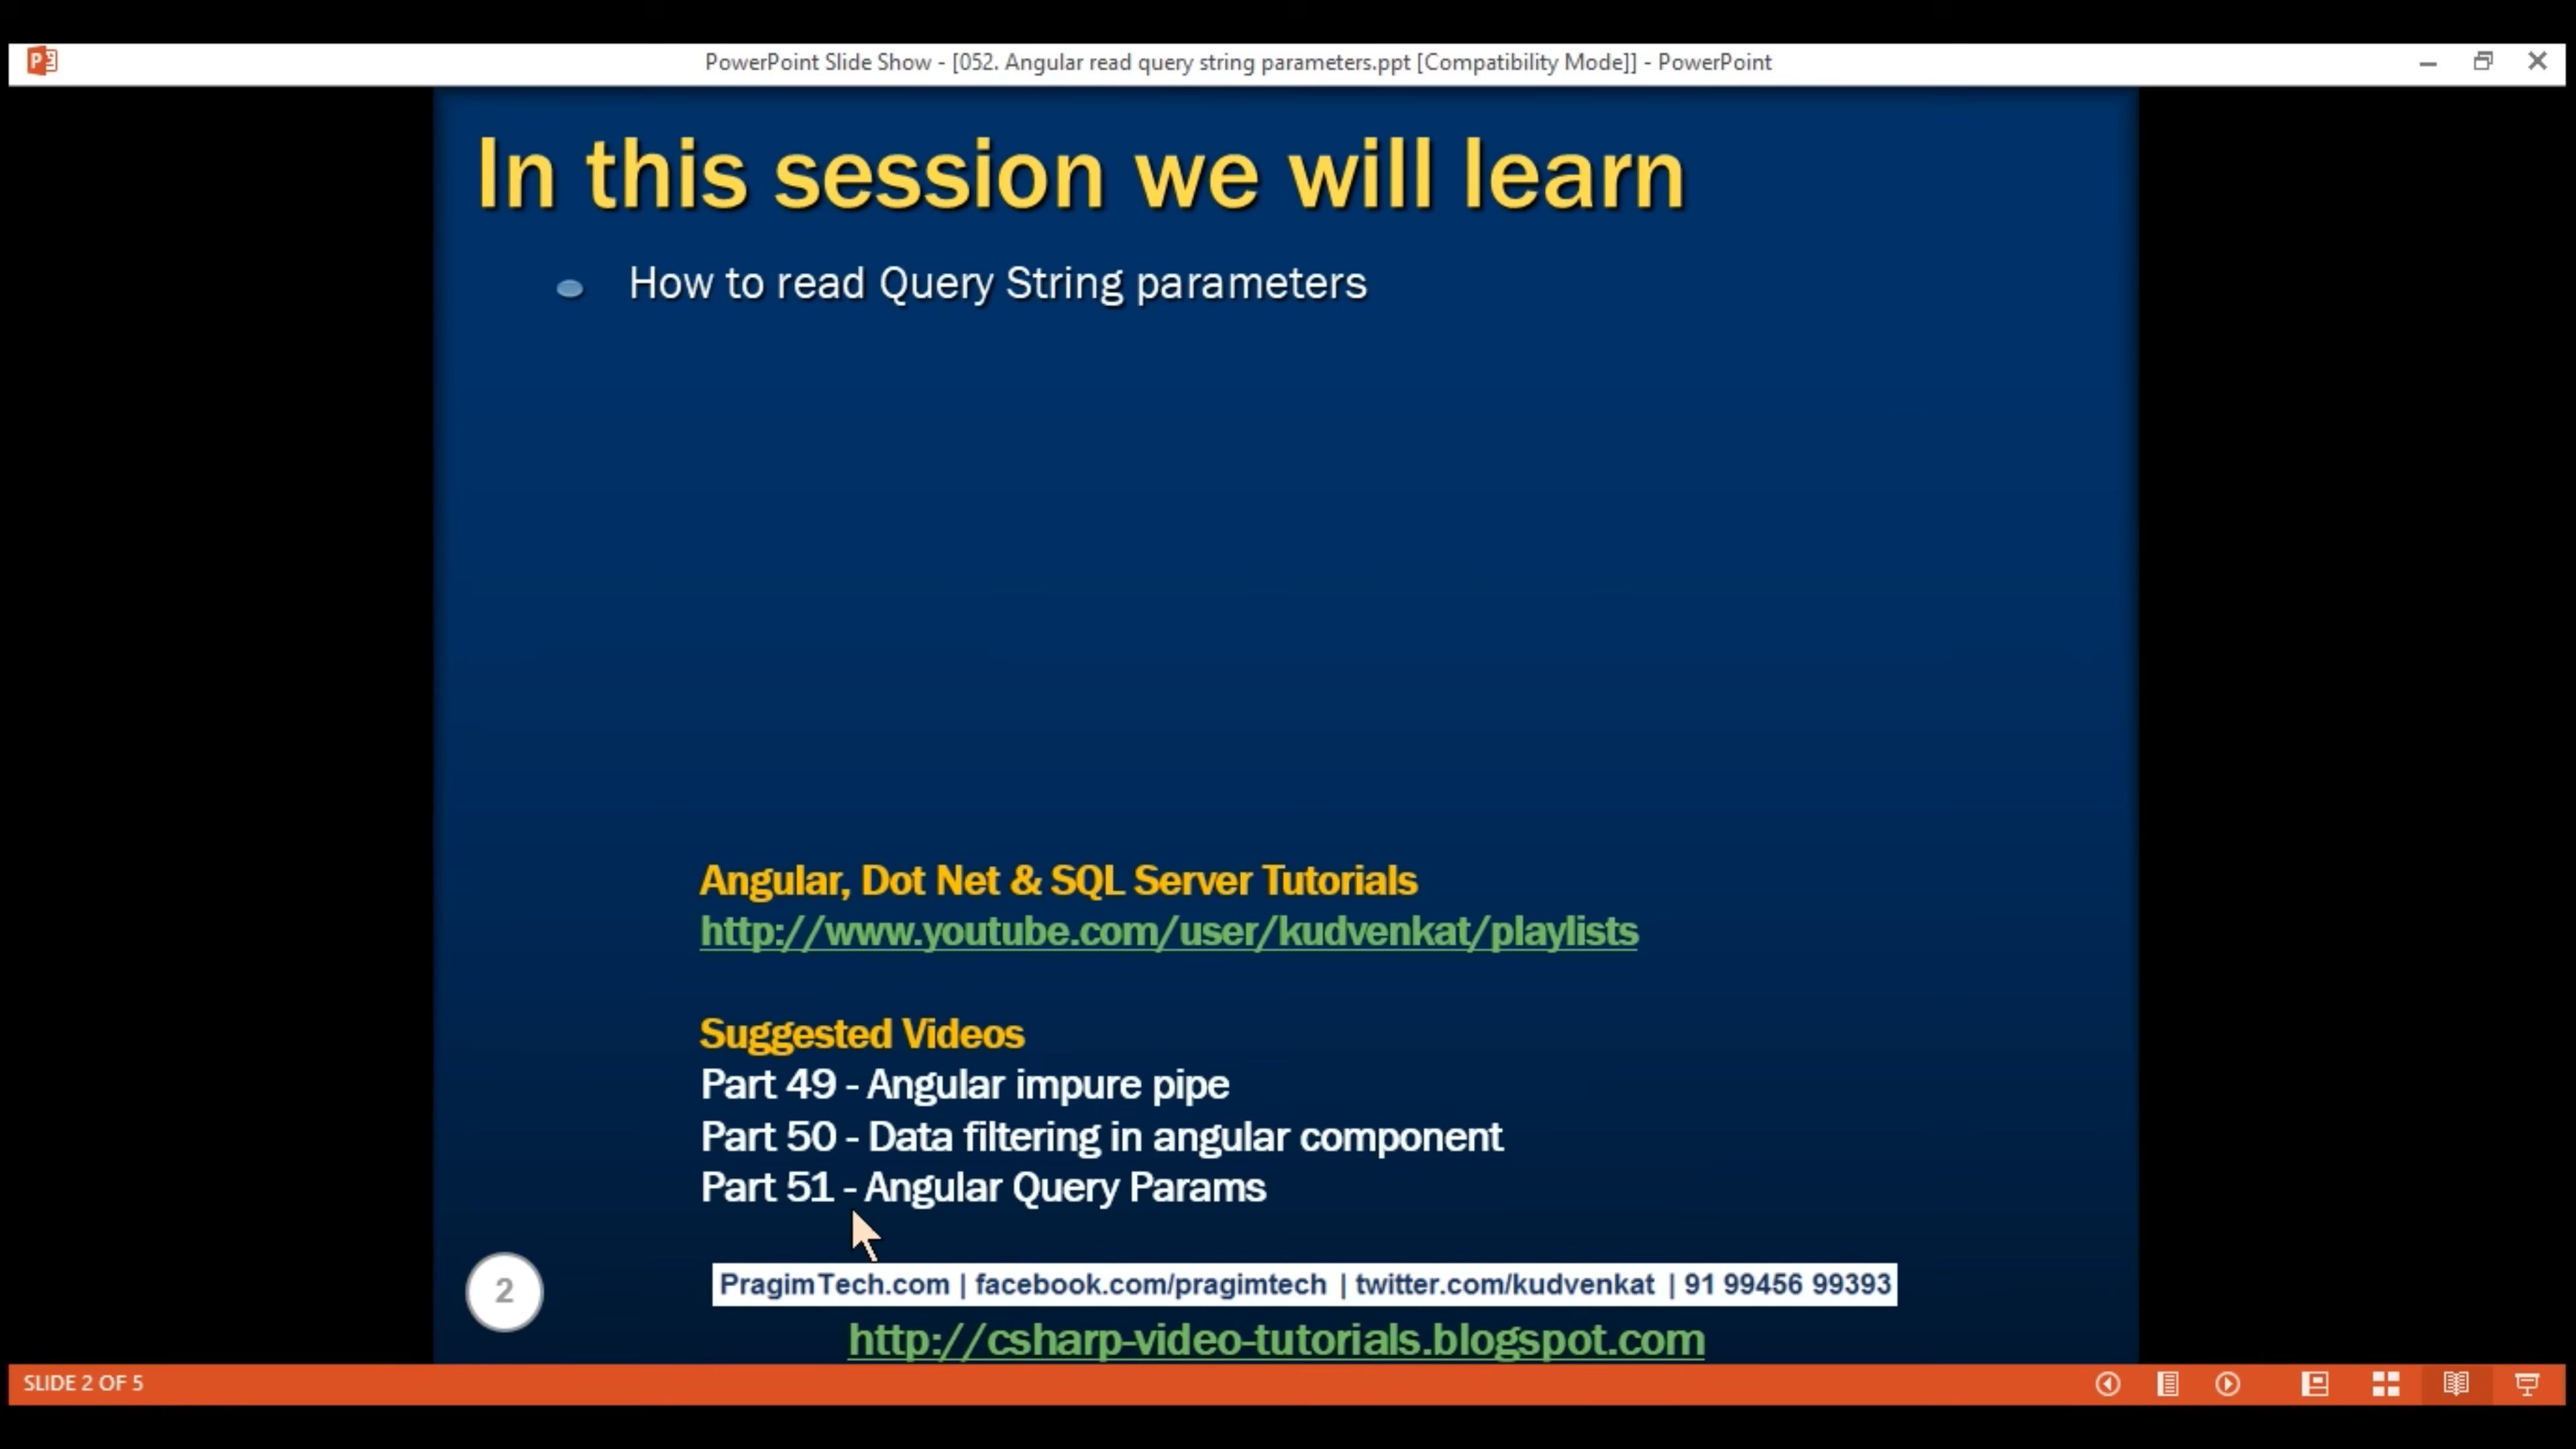 PowerPoint Slide Show - [052. Angular read query string parameters.ppt [Compatibility Mode]] - PowerPoint
In this session we will learn
How to read Query String parameters
Angular, Dot Net & SQL Server Tutorials
http://www.youtube.com/user/kudvenkat/playlists
Suggested Videos
Part 49 - Angular impure pipe
Part 50 - Data filtering in angular component
Part 51 - Angular Query Params
2
PragimTech.com | facebook.com/pragimtech | twitter.com/kudvenkat | 91 99456 99393
http://csharp-video-tutorials.blogspot.com
SLIDE 2 OF 5